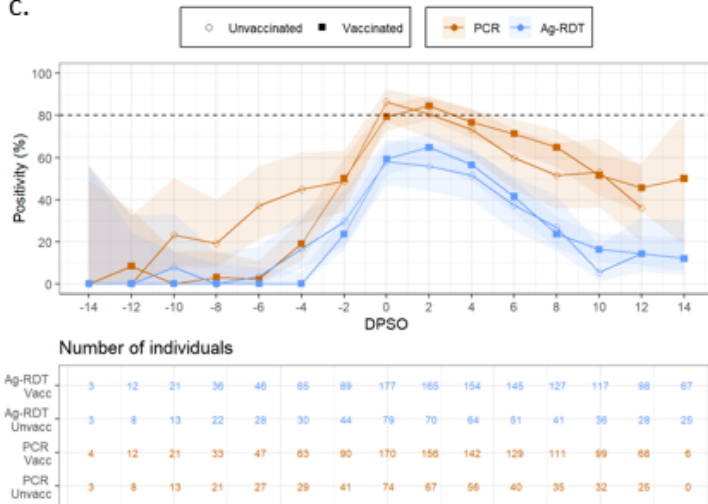 c.
Unvaccinated Vaccinated PCR Ag-RDT
100
80
60
40
20
0
Positivity (%)
-14 -12 -10 -8 -6 -4 -2 0 2 4 6 8 10 12 14
DPSO
Number of individuals
Ag-RDT
Vacc
3 12 21 36 46 65 89 177 165 154 145 127 117 98 67
Ag-RDT
Unvacc
3 8 13 22 28 30 44 79 70 64 51 41 36 28 25
PCR
Vacc
4 12 21 33 47 63 90 170 156 142 129 111 99 68 6
PCR
Unvacc
3 8 13 21 27 29 41 74 67 56 40 35 32 25 0